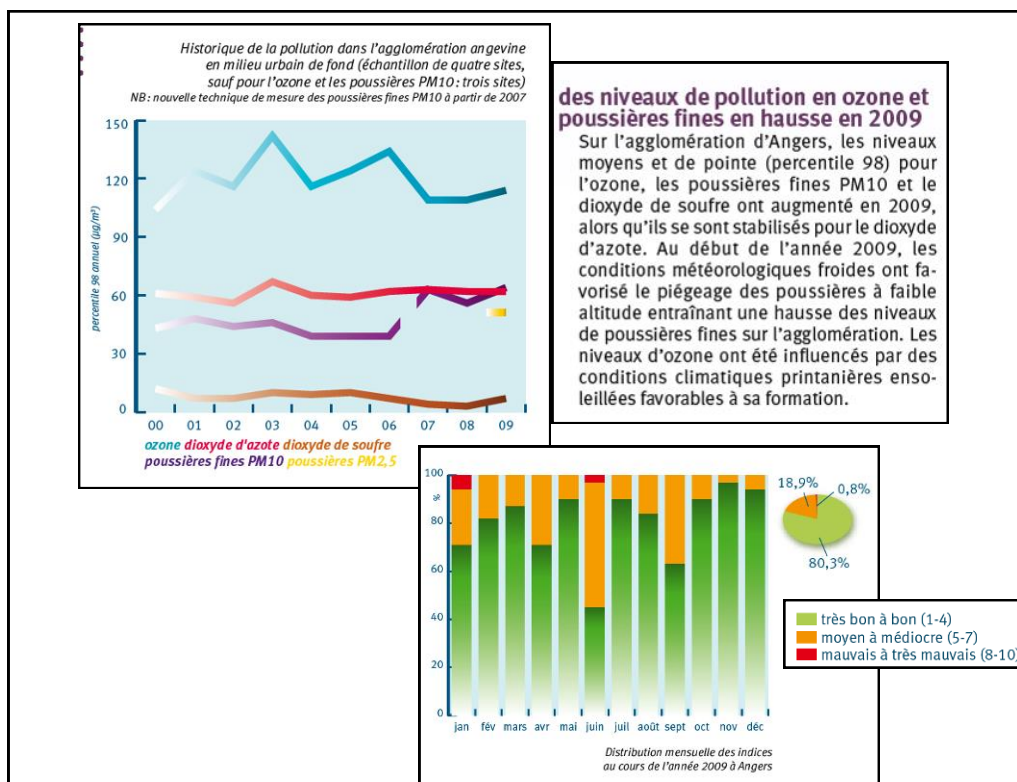 Historique de la pollution dans l'agglomération angevine
en milieu urbain de fond (échantillon de quatre sites,
sauf pour l'ozone et les poussières PM10 : trois sites)
NB : nouvelle technique de mesure des poussières fines PM10 à partir de 2007
150
120
90
60
30
0
percentile 98 annuel (µg/m³)
00 01 02 03 04 05 06 07 08 09
ozone dioxyde d'azote dioxyde de soufre
poussières fines PM10 poussières PM2,5
des niveaux de pollution en ozone et
poussières fines en hausse en 2009
Sur l'agglomération d'Angers, les niveaux
moyens et de pointe (percentile 98) pour
l'ozone, les poussières fines PM10 et le
dioxyde de soufre ont augmenté en 2009,
alors qu'ils se sont stabilisés pour le dioxyde
d'azote. Au début de l'année 2009, les
conditions météorologiques froides ont fa-
vorisé le piégeage des poussières à faible
altitude entraînant une hausse des niveaux
de poussières fines sur l'agglomération. Les
niveaux d'ozone ont été influencés par des
conditions climatiques printanières enso-
leillées favorables à sa formation.
100
%
80
60
40
20
0
jan fév mars avr mai juin juil août sept oct nov déc
18,9%
0,8%
80,3%
très bon à bon (1-4)
moyen à médiocre (5-7)
mauvais à très mauvais (8-10)
Distribution mensuelle des indices
au cours de l'année 2009 à Angers